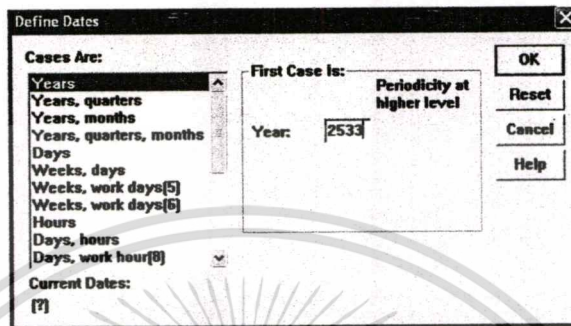 Define Dates
Cases Are:
Years
Years, quarters
Years, months
Years, quarters, months
Days
Weeks, days
Weeks, work days(5)
Weeks, work days(6)
Hours
Days, hours
Days, work hour(8)
Current Dates:
(?)
First Case Is:
Periodicity at
higher level
Year: 2533
OK
Reset
Cancel
Help